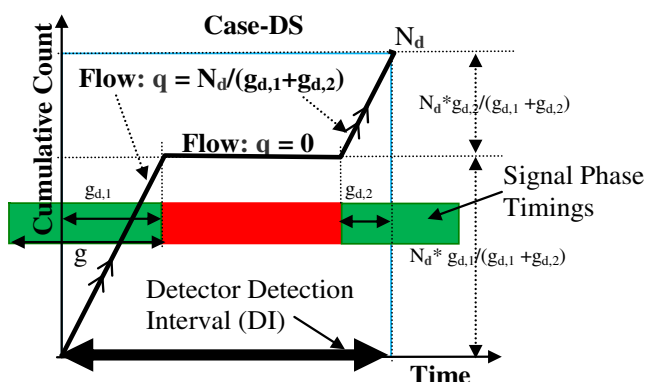 Case-DS
N_d
Cumulative Count
Flow: q = N_d/(g_d,1+g_d,2)
N_d*g_d,2/(g_d,1 +g_d,2)
Flow: q = 0
g_d,1
g_d,2
Signal Phase
Timings
g
N_d* g_d,1/(g_d,1 +g_d,2)
Detector Detection
Interval (DI)
Time